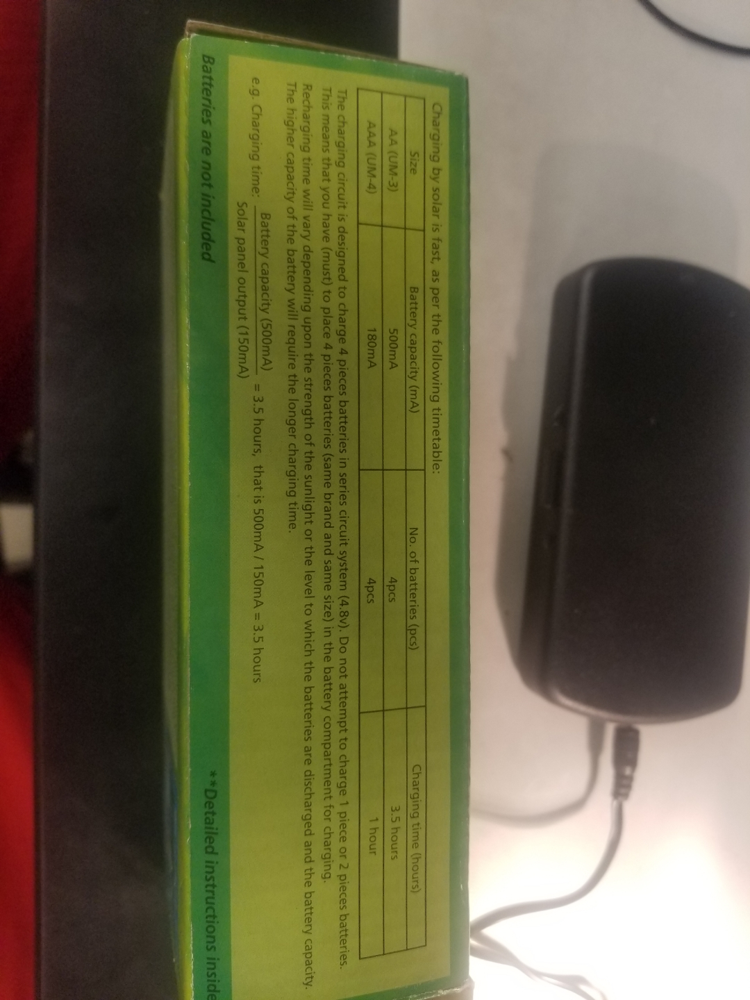 Charging by solar is fast, as per the following timetable:
Size Battery capacity (mA) No. of batteries (pcs) Charging time (hours)
AA (UM-3) 500mA 4pcs 3.5 hours
AAA (UM-4) 180mA 4pcs 1 hour
The charging circuit is designed to charge 4 pieces batteries in series circuit system (4.8v). Do not attempt to charge 1 piece or 2 pieces batteries.
This means that you have (must) to place 4 pieces batteries (same brand and same size) in the battery compartment for charging.
Recharging time will vary depending upon the strength of the sunlight or the level to which the batteries are discharged and the battery capacity.
The higher capacity of the battery will require the longer charging time.
e.g. Charging time: Battery capacity (500mA)
Solar panel output (150mA)
= 3.5 hours, that is 500mA / 150mA = 3.5 hours
Batteries are not included
**Detailed instructions inside